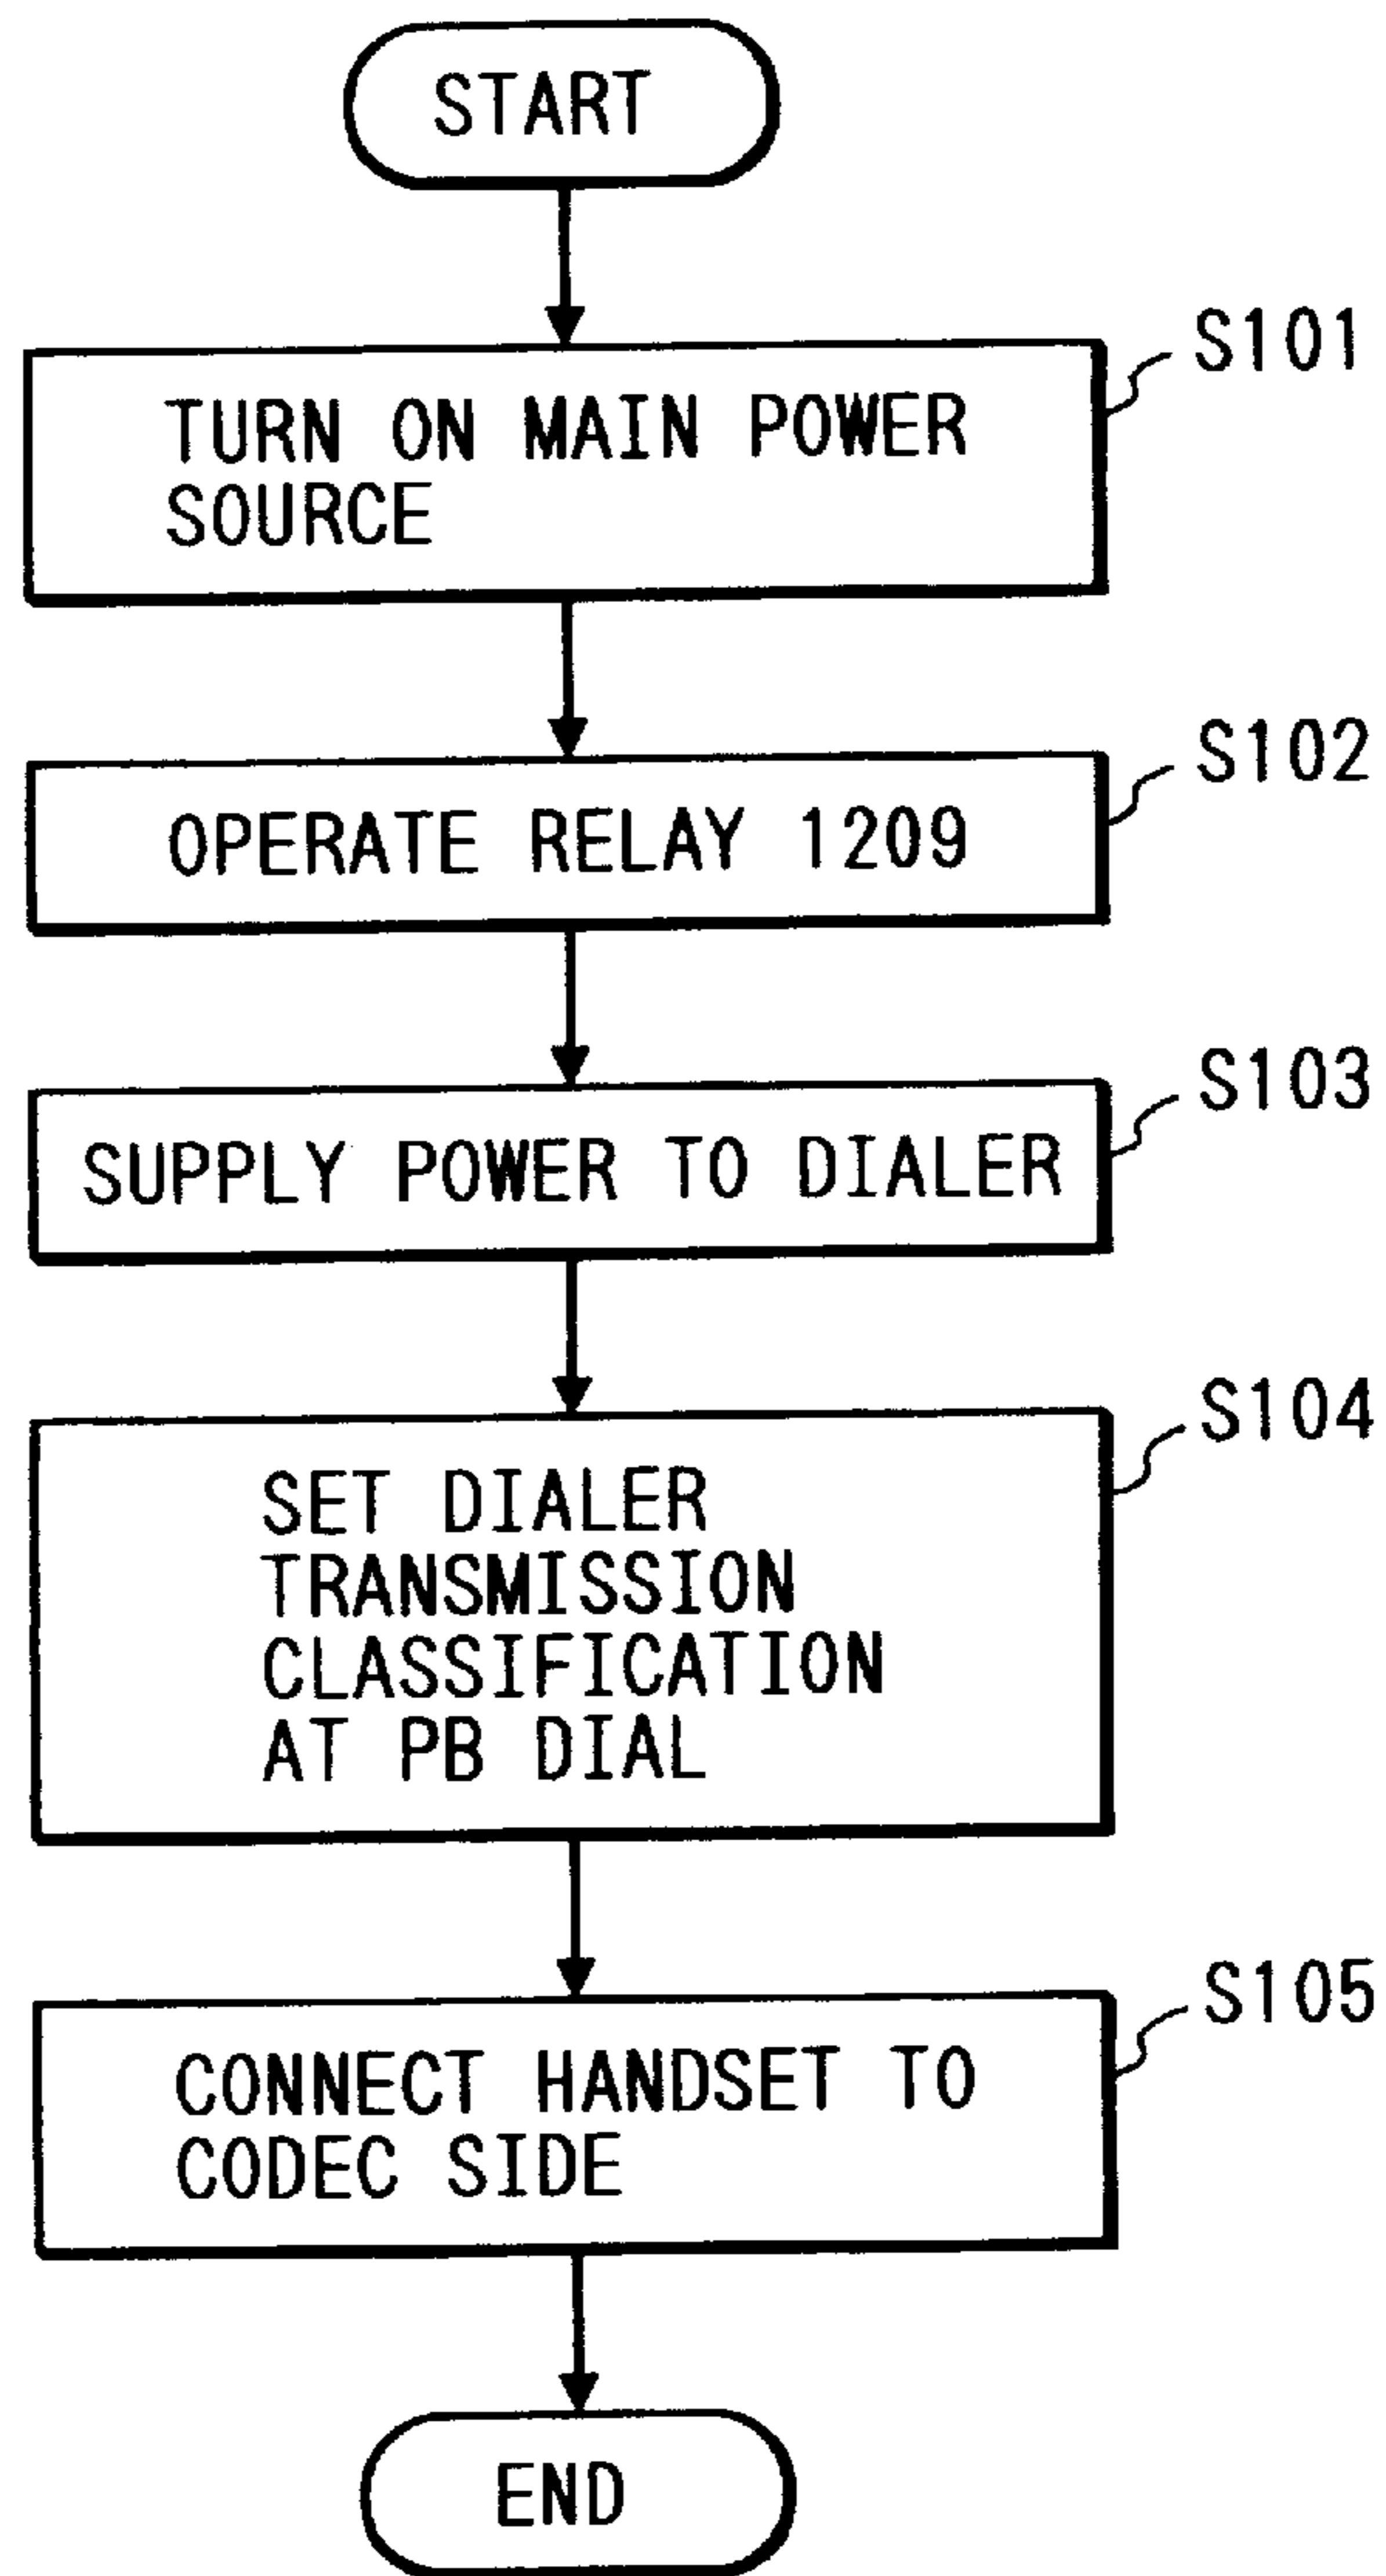 START
S101
TURN ON MAIN POWER
SOURCE
S102
OPERATE RELAY 1209
S103
SUPPLY POWER TO DIALER
S104
SET DIALER
TRANSMISSION
CLASSIFICATION
AT PB DIAL
S105
CONNECT HANDSET TO
CODEC SIDE
END